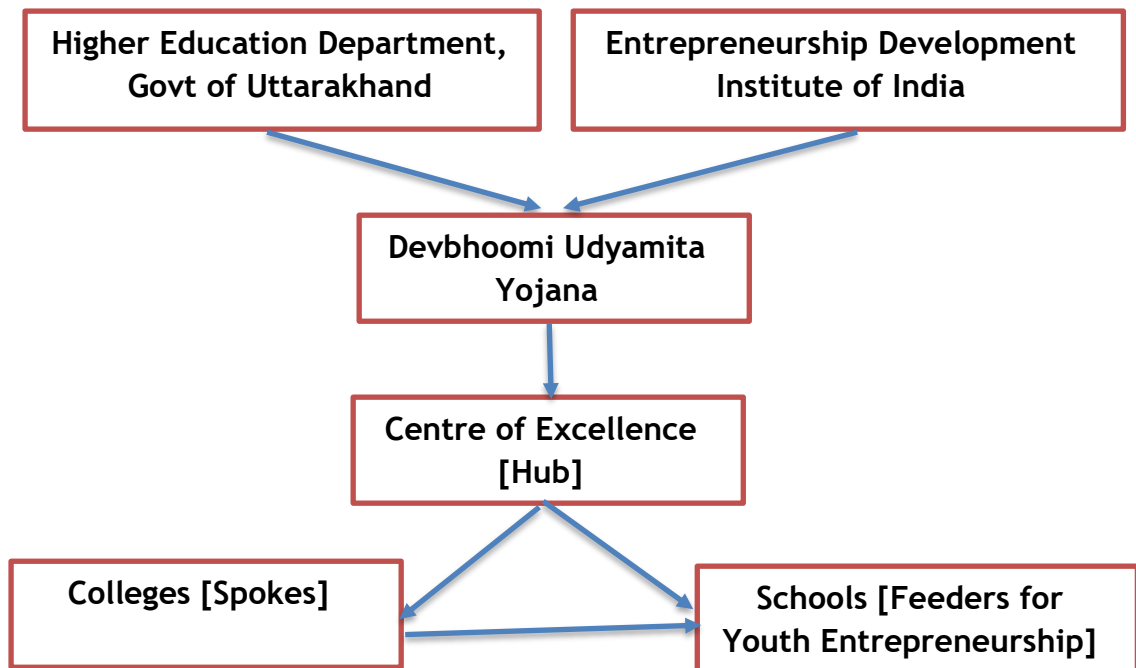 Higher Education Department,
Govt of Uttarakhand
Entrepreneurship Development
Institute of India
Devbhoomi Udyamita
Yojana
Centre of Excellence
[Hub]
Colleges [Spokes]
Schools [Feeders for
Youth Entrepreneurship]